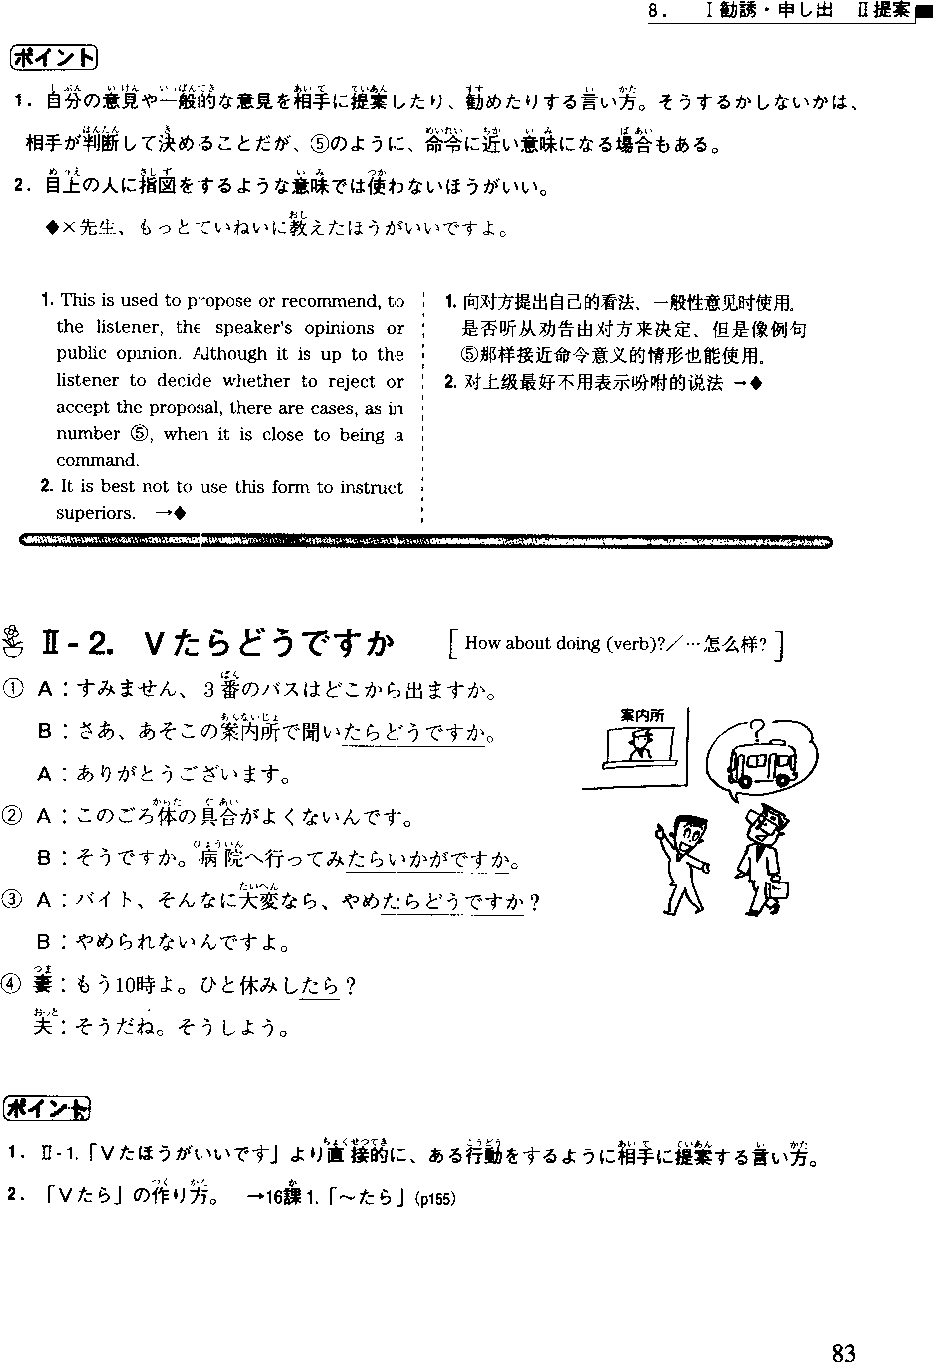 8. Ⅰ勧誘・申し出 Ⅱ提案
ポイント
1. 自分の意見や一般的な意見を相手に提案したり、勧めたりする言い方。そうするかしないかは、
相手が判断して決めることだが、⑤のように、命令に近い意味になる場合もある。
2. 目上の人に指図をするような意味では使わないほうがいい。
◆×先生、もっとていねいに教えたほうがいいですよ。
1. This is used to propose or recommend, to
the listener, the speaker's opinions or
public opinion. Although it is up to the
listener to decide whether to reject or
accept the proposal, there are cases, as in
number ⑤, when it is close to being a
command.
2. It is best not to use this form to instruct
superiors. →◆
1. 向对方提出自己的看法、一般性意见时使用。
是否听从劝告由对方来决定、但是像例句
⑤那样接近命令意义的情形也能使用。
2. 对上级最好不用表示吩咐的说法 →◆
Ⅱ-2. Vたらどうですか [How about doing (verb)?／…怎么样?]
① A：すみません、3番のバスはどこから出ますか。
B：さあ、あそこの案内所で聞いたらどうですか。
A：ありがとうございます。
② A：このごろ体の具合がよくないんです。
B：そうですか。病院へ行ってみたらいかがですか。
③ A：バイト、そんなに大変なら、やめたらどうですか？
B：やめられないんですよ。
④ 妻：もう10時よ。ひと休みしたら？
夫：そうだね。そうしよう。
案内所
?
ポイント
1. Ⅱ-1.「Vたほうがいいです」より直接的に、ある行動をするように相手に提案する言い方。
2. 「Vたら」の作り方。 →16課1.「～たら」(p155)
83